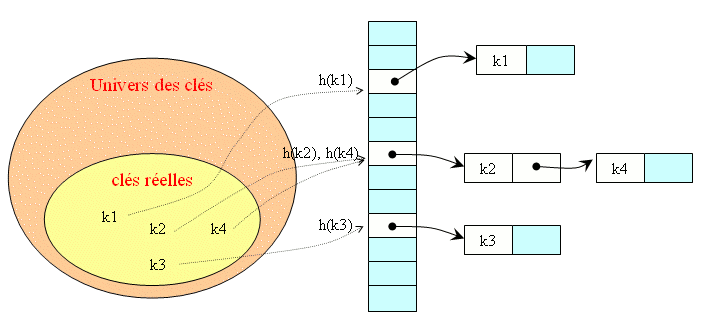 Univers des clés
clés réelles
k1
k2
k4
k3
h(k1)
h(k2), h(k4)
h(k3)
k1
k2
k4
k3